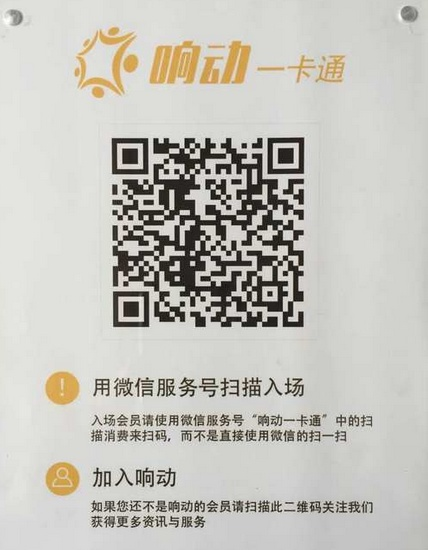 响动一卡通
!
用微信服务号扫描入场
入场会员请使用微信服务号“响动一卡通”中的扫
描消费来扫码，而不是直接使用微信的扫一扫
加入响动
如果您还不是响动的会员请扫描此二维码关注我们
获得更多资讯与服务